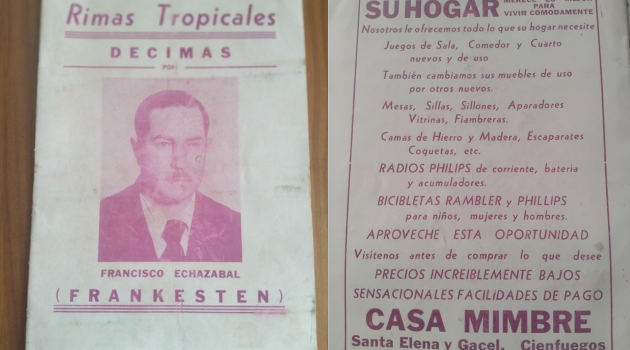 Rimas Tropicales
DECIMAS
POR
FRANCISCO ECHAZABAL
(FRANKESTEN)
SU HOGAR
PARA
VIVIR COMODAMENTE
Nosotros le ofrecemos todo lo que su hogar necesite
Juegos de Sala, Comedor y Cuarto
nuevos y de uso
También cambiamos sus muebles de uso
por otros nuevos.
Mesas, Sillas, Sillones, Aparadores
Vitrinas, Fiambreras.
Camas de Hierro y Madera, Escaparates
Coquetas, etc.
RADIOS PHILIPS de corriente, bateria
y acumuladores.
BICICLETAS RAMBLER y PHILLIPS
para niños, mujeres y hombres.
APROVECHE ESTA OPORTUNIDAD
Visitenos antes de comprar lo que desee
PRECIOS INCREIBLEMENTE BAJOS
SENSACIONALES FACILIDADES DE PAGO
CASA MIMBRE
Santa Elena y Gacel, Cienfuegos